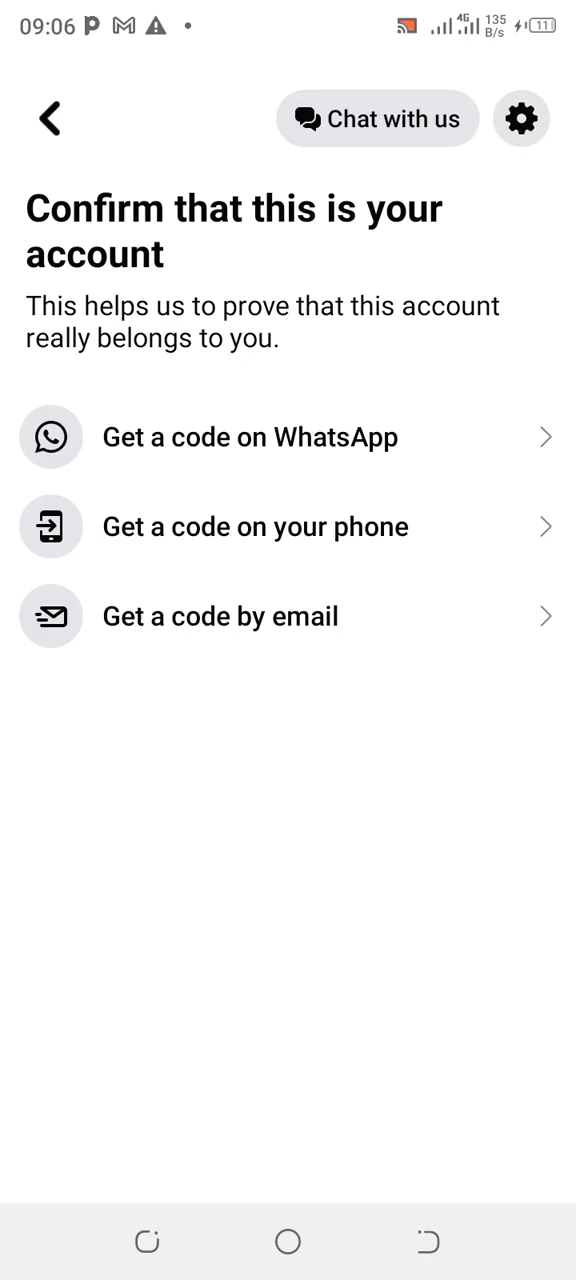 09:06
4G 135 B/s 11
Chat with us
Confirm that this is your
account
This helps us to prove that this account
really belongs to you.
Get a code on WhatsApp
Get a code on your phone
Get a code by email